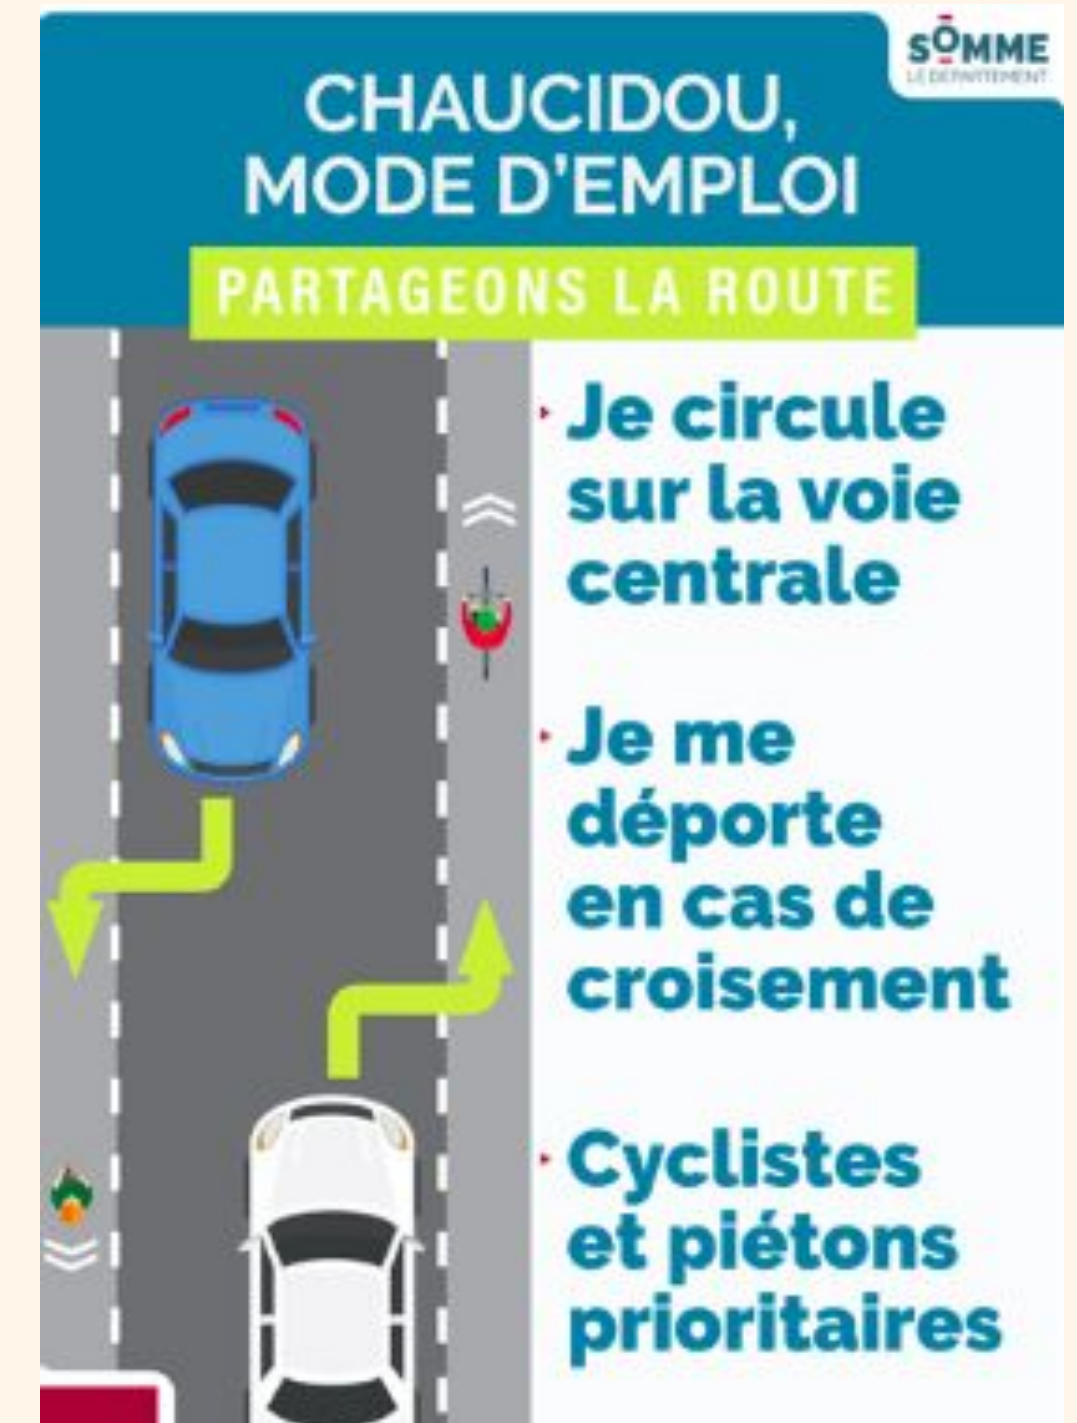 SOMME
LE DEPARTEMENT
CHAUCIDOU,
MODE D'EMPLOI
PARTAGEONS LA ROUTE
Je circule
sur la voie
centrale
Je me
déporte
en cas de
croisement
Cyclistes
et piétons
prioritaires